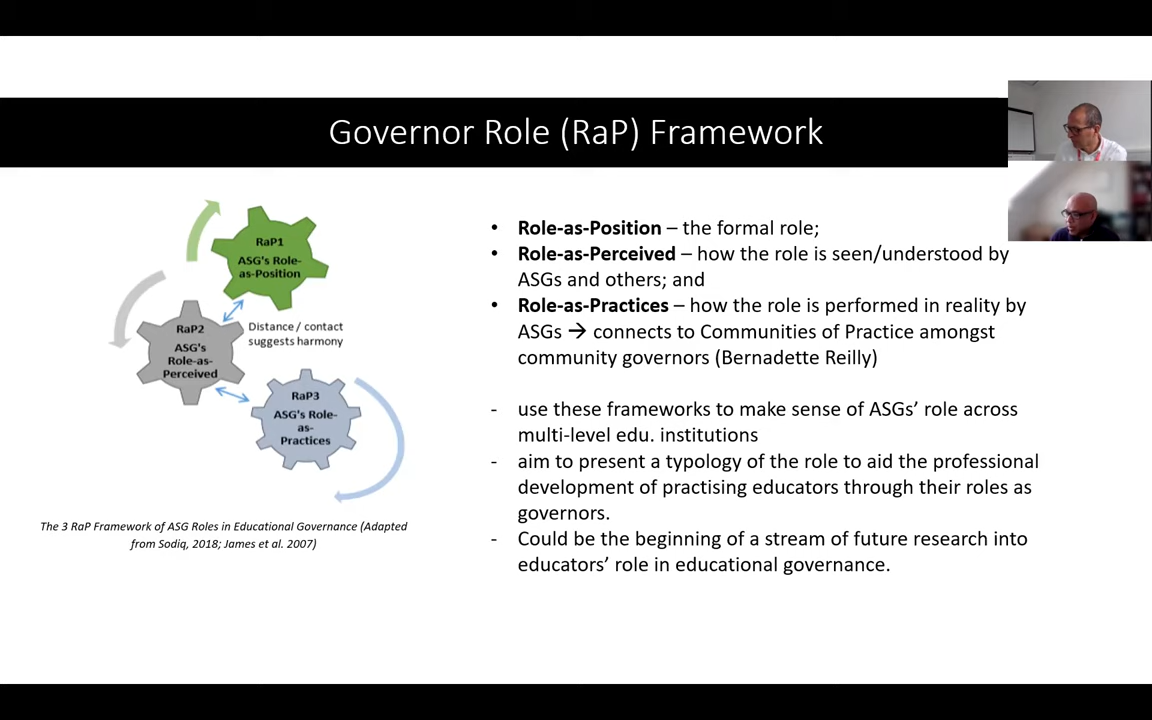 Governor Role (RaP) Framework
RaP1
ASG's Role-
as-Position
RaP2
ASG's
Role-as-
Perceived
Distance / contact
suggests harmony
RaP3
ASG's Role-
as-
Practices
The 3 RaP Framework of ASG Roles in Educational Governance (Adapted
from Sodiq, 2018; James et al. 2007)
• Role-as-Position – the formal role;
• Role-as-Perceived – how the role is seen/understood by
ASGs and others; and
• Role-as-Practices – how the role is performed in reality by
ASGs → connects to Communities of Practice amongst
community governors (Bernadette Reilly)
- use these frameworks to make sense of ASGs’ role across
multi-level edu. institutions
- aim to present a typology of the role to aid the professional
development of practising educators through their roles as
governors.
- Could be the beginning of a stream of future research into
educators’ role in educational governance.